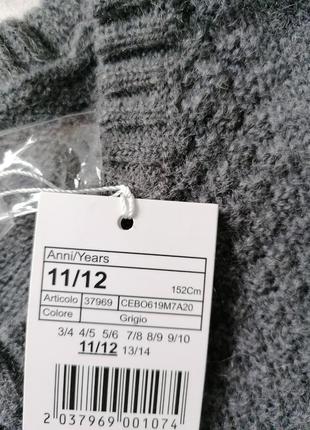 Anni/Years
11/12 152Cm
Articolo 37969 CEBO619M7A20
Colore Grigio
3/4 4/5 5/6 7/8 8/9 9/10
11/12 13/14
2 037969 001074